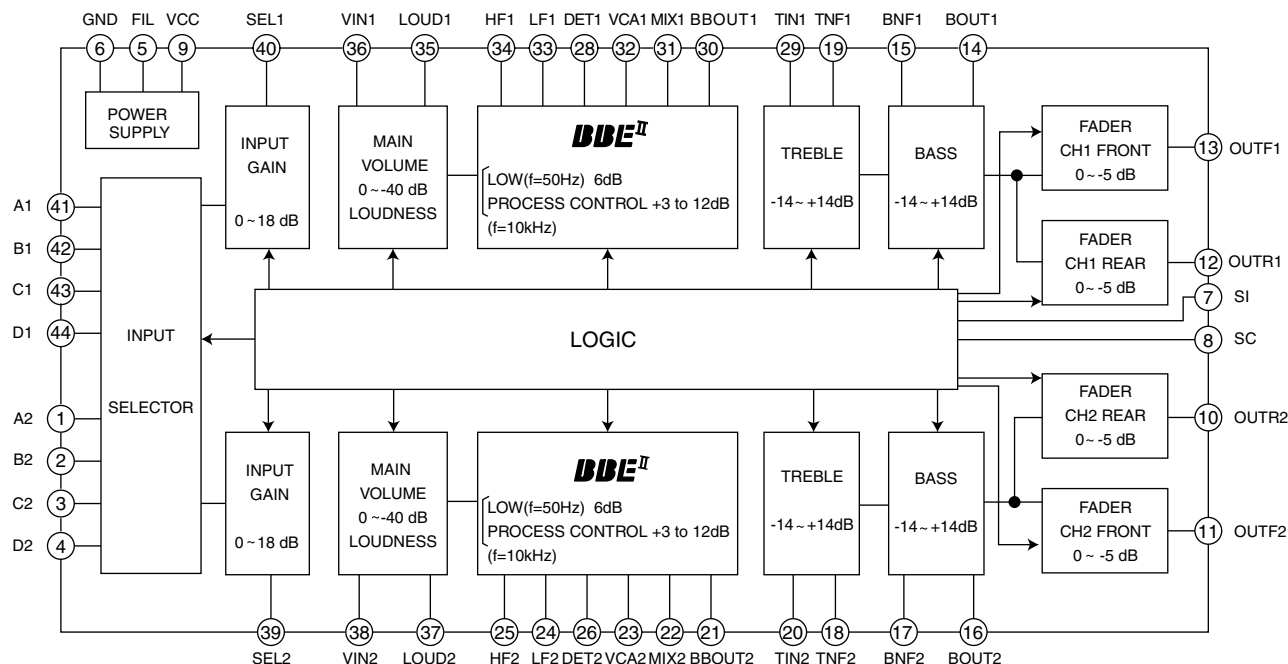 GND FIL VCC SEL1 VIN1 LOUD1 HF1 LF1 DET1 VCA1 MIX1 BBOUT1 TIN1 TNF1 BNF1 BOUT1
6 5 9 40 36 35 34 33 28 32 31 30 29 19 15 14
POWER
SUPPLY
INPUT
GAIN
0 ~ 18 dB
MAIN
VOLUME
0 ~ -40 dB
LOUDNESS
BBE II
LOW(f=50Hz) 6dB
PROCESS CONTROL +3 to 12dB
(f=10kHz)
TREBLE
-14 ~ +14dB
BASS
-14 ~ +14dB
FADER
CH1 FRONT
0 ~ -5 dB
13 OUTF1
FADER
CH1 REAR
0 ~ -5 dB
12 OUTR1
7 SI
8 SC
A1 41
B1 42
C1 43
D1 44
INPUT
SELECTOR
A2 1
B2 2
C2 3
D2 4
LOGIC
FADER
CH2 REAR
0 ~ -5 dB
10 OUTR2
FADER
CH2 FRONT
0 ~ -5 dB
11 OUTF2
INPUT
GAIN
0 ~ 18 dB
MAIN
VOLUME
0 ~ -40 dB
LOUDNESS
BBE II
LOW(f=50Hz) 6dB
PROCESS CONTROL +3 to 12dB
(f=10kHz)
TREBLE
-14 ~ +14dB
BASS
-14 ~ +14dB
39 38 37 25 24 26 23 22 21 20 18 17 16
SEL2 VIN2 LOUD2 HF2 LF2 DET2 VCA2 MIX2 BBOUT2 TIN2 TNF2 BNF2 BOUT2